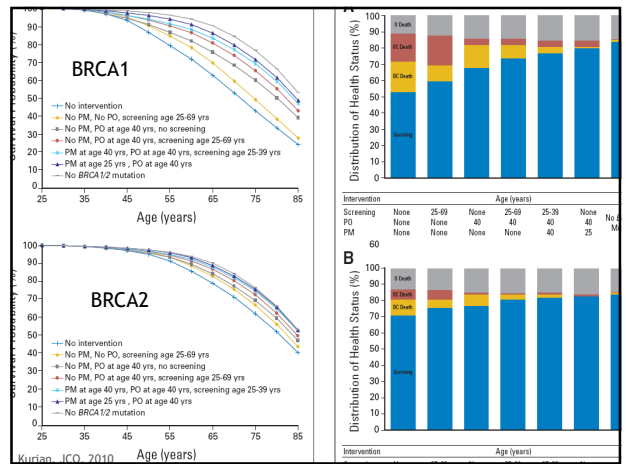 100
90
80
70
60
50
40
30
20
10
0
BRCA1
No intervention
No PM, No PO, screening age 25-69 yrs
No PM, PO at age 40 yrs, no screening
No PM, PO at age 40 yrs, screening age 25-69 yrs
PM at age 40 yrs, PO at age 40 yrs, screening age 25-39 yrs
PM at age 25 yrs , PO at age 40 yrs
No BRCA1/2 mutation
25 35 45 55 65 75 85
Age (years)
100
90
80
70
60
50
40
30
20
10
0
Survival Probability (%)
BRCA2
No intervention
No PM, No PO, screening age 25-69 yrs
No PM, PO at age 40 yrs, no screening
No PM, PO at age 40 yrs, screening age 25-69 yrs
PM at age 40 yrs, PO at age 40 yrs, screening age 25-39 yrs
PM at age 25 yrs , PO at age 40 yrs
No BRCA1/2 mutation
25 35 45 55 65 75 85
Age (years)
Kurian, JCO, 2010
A
Distribution of Health Status (%)
100
90
80
70
60
50
40
30
20
10
0
O Death
BC Death
Surviving
Intervention Age (years)
Screening None 25-69 None 25-69 25-39 None
PO None None 40 40 40 40
PM None None None None 40 25
60
B
Distribution of Health Status (%)
100
90
80
70
60
50
40
30
20
10
0
O Death
OC Death
BC Death
Surviving
Intervention Age (years)